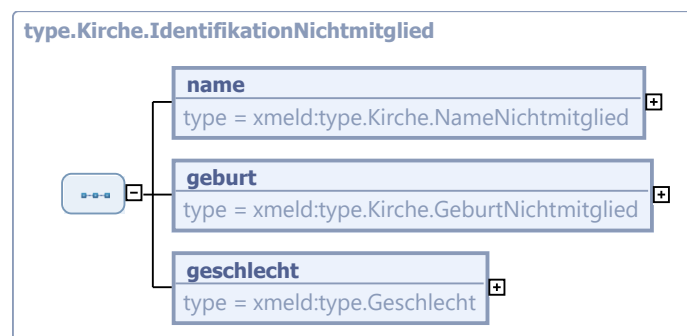 type.Kirche.IdentifikationNichtmitglied
name
type = xmeld:type.Kirche.NameNichtmitglied
geburt
type = xmeld:type.Kirche.GeburtNichtmitglied
geschlecht
type = xmeld:type.Geschlecht